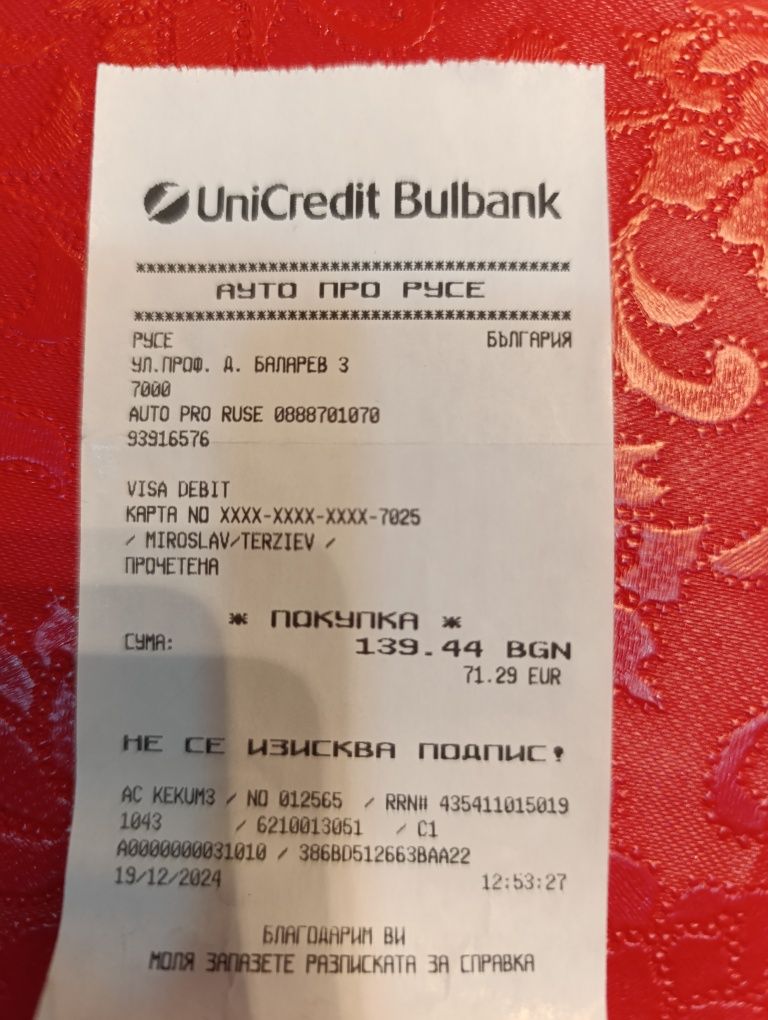 UniCredit Bulbank
******************************************
АУТО ПРО РУСЕ
******************************************
РУСЕ БЪЛГАРИЯ
УЛ.ПРОФ. Д. БАЛАРЕВ 3
7000
AUTO PRO RUSE 0888701070
93916576
VISA DEBIT
КАРТА NO XXXX-XXXX-XXXX-7025
/ MIROSLAV/TERZIEV /
ПРОЧЕТЕНА
* ПОКУПКА *
СУМА: 139.44 BGN
71.29 EUR
НЕ СЕ ИЗИСКВА ПОДПИС!
AC KEKUM3 / NO 012565 / RRN# 435411015019
1043 / 6210013051 / C1
A0000000031010 / 386BD512663BAA22
19/12/2024 12:53:27
БЛАГОДАРИМ ВИ
МОЛЯ ЗАПАЗЕТЕ РАЗПИСКАТА ЗА СПРАВКА